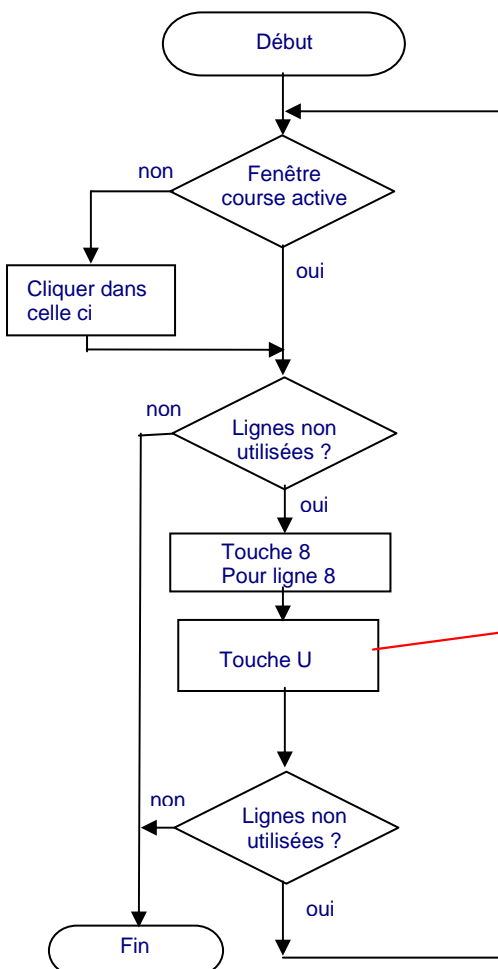 Début
non
Fenêtre
course active
oui
Cliquer dans
celle ci
non
Lignes non
utilisées ?
oui
Touche 8
Pour ligne 8
Touche U
non
Lignes non
utilisées ?
oui
Fin